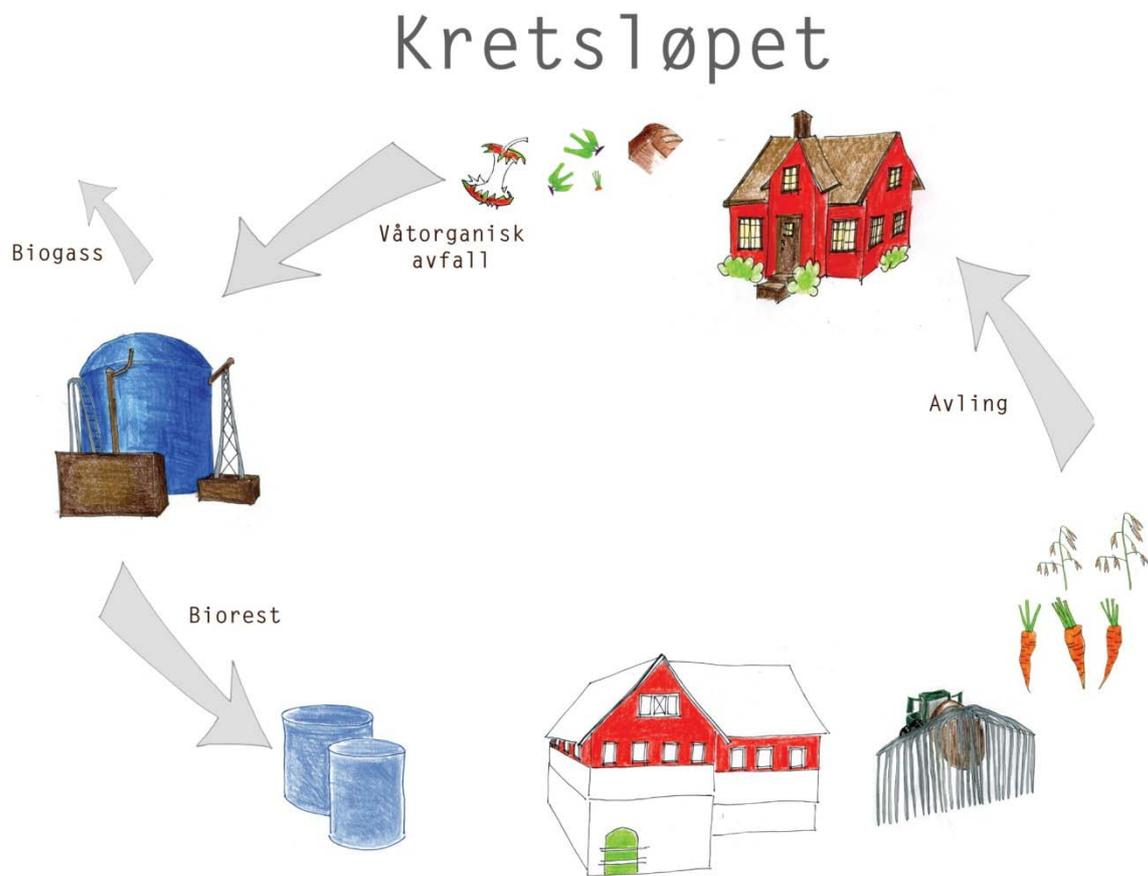 Kretsløpet
Våtorganisk
avfall
Biogass
Avling
Biorest